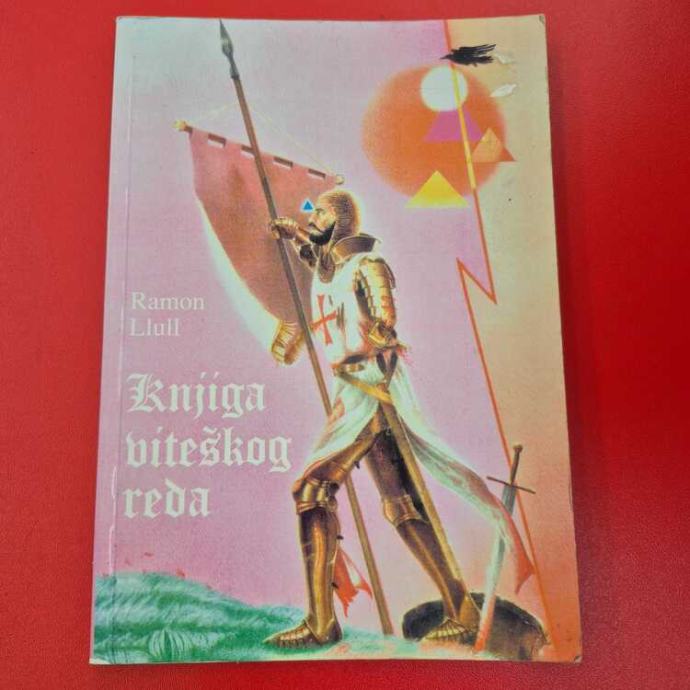 Ramon
Llull
Knjiga
viteškog
reda